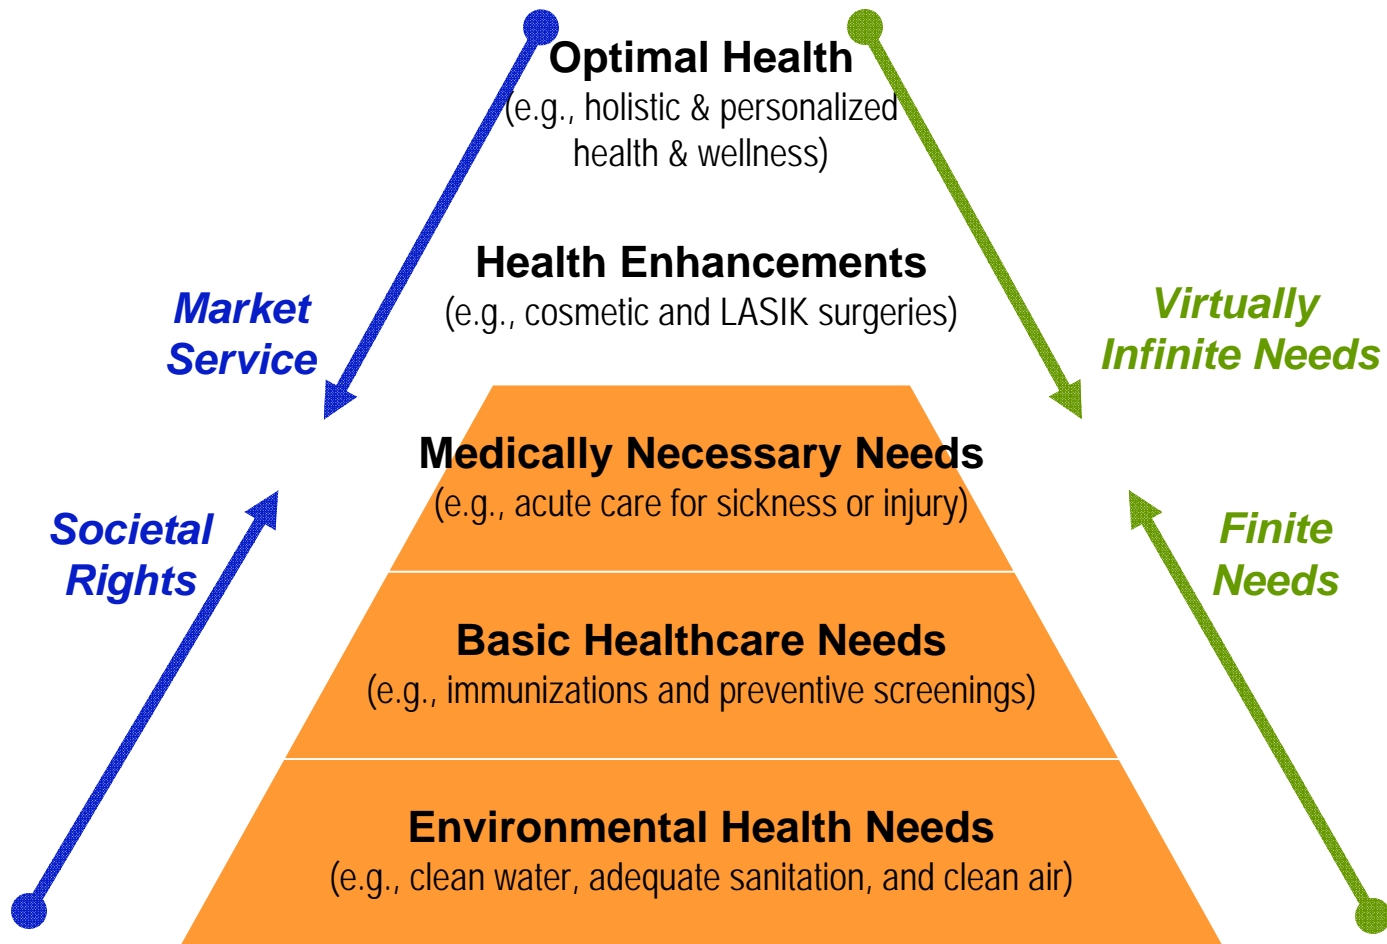 Optimal Health
(e.g., holistic & personalized
health & wellness)
Health Enhancements
(e.g., cosmetic and LASIK surgeries)
Market
Service
Virtually
Infinite Needs
Medically Necessary Needs
(e.g., acute care for sickness or injury)
Societal
Rights
Finite
Needs
Basic Healthcare Needs
(e.g., immunizations and preventive screenings)
Environmental Health Needs
(e.g., clean water, adequate sanitation, and clean air)